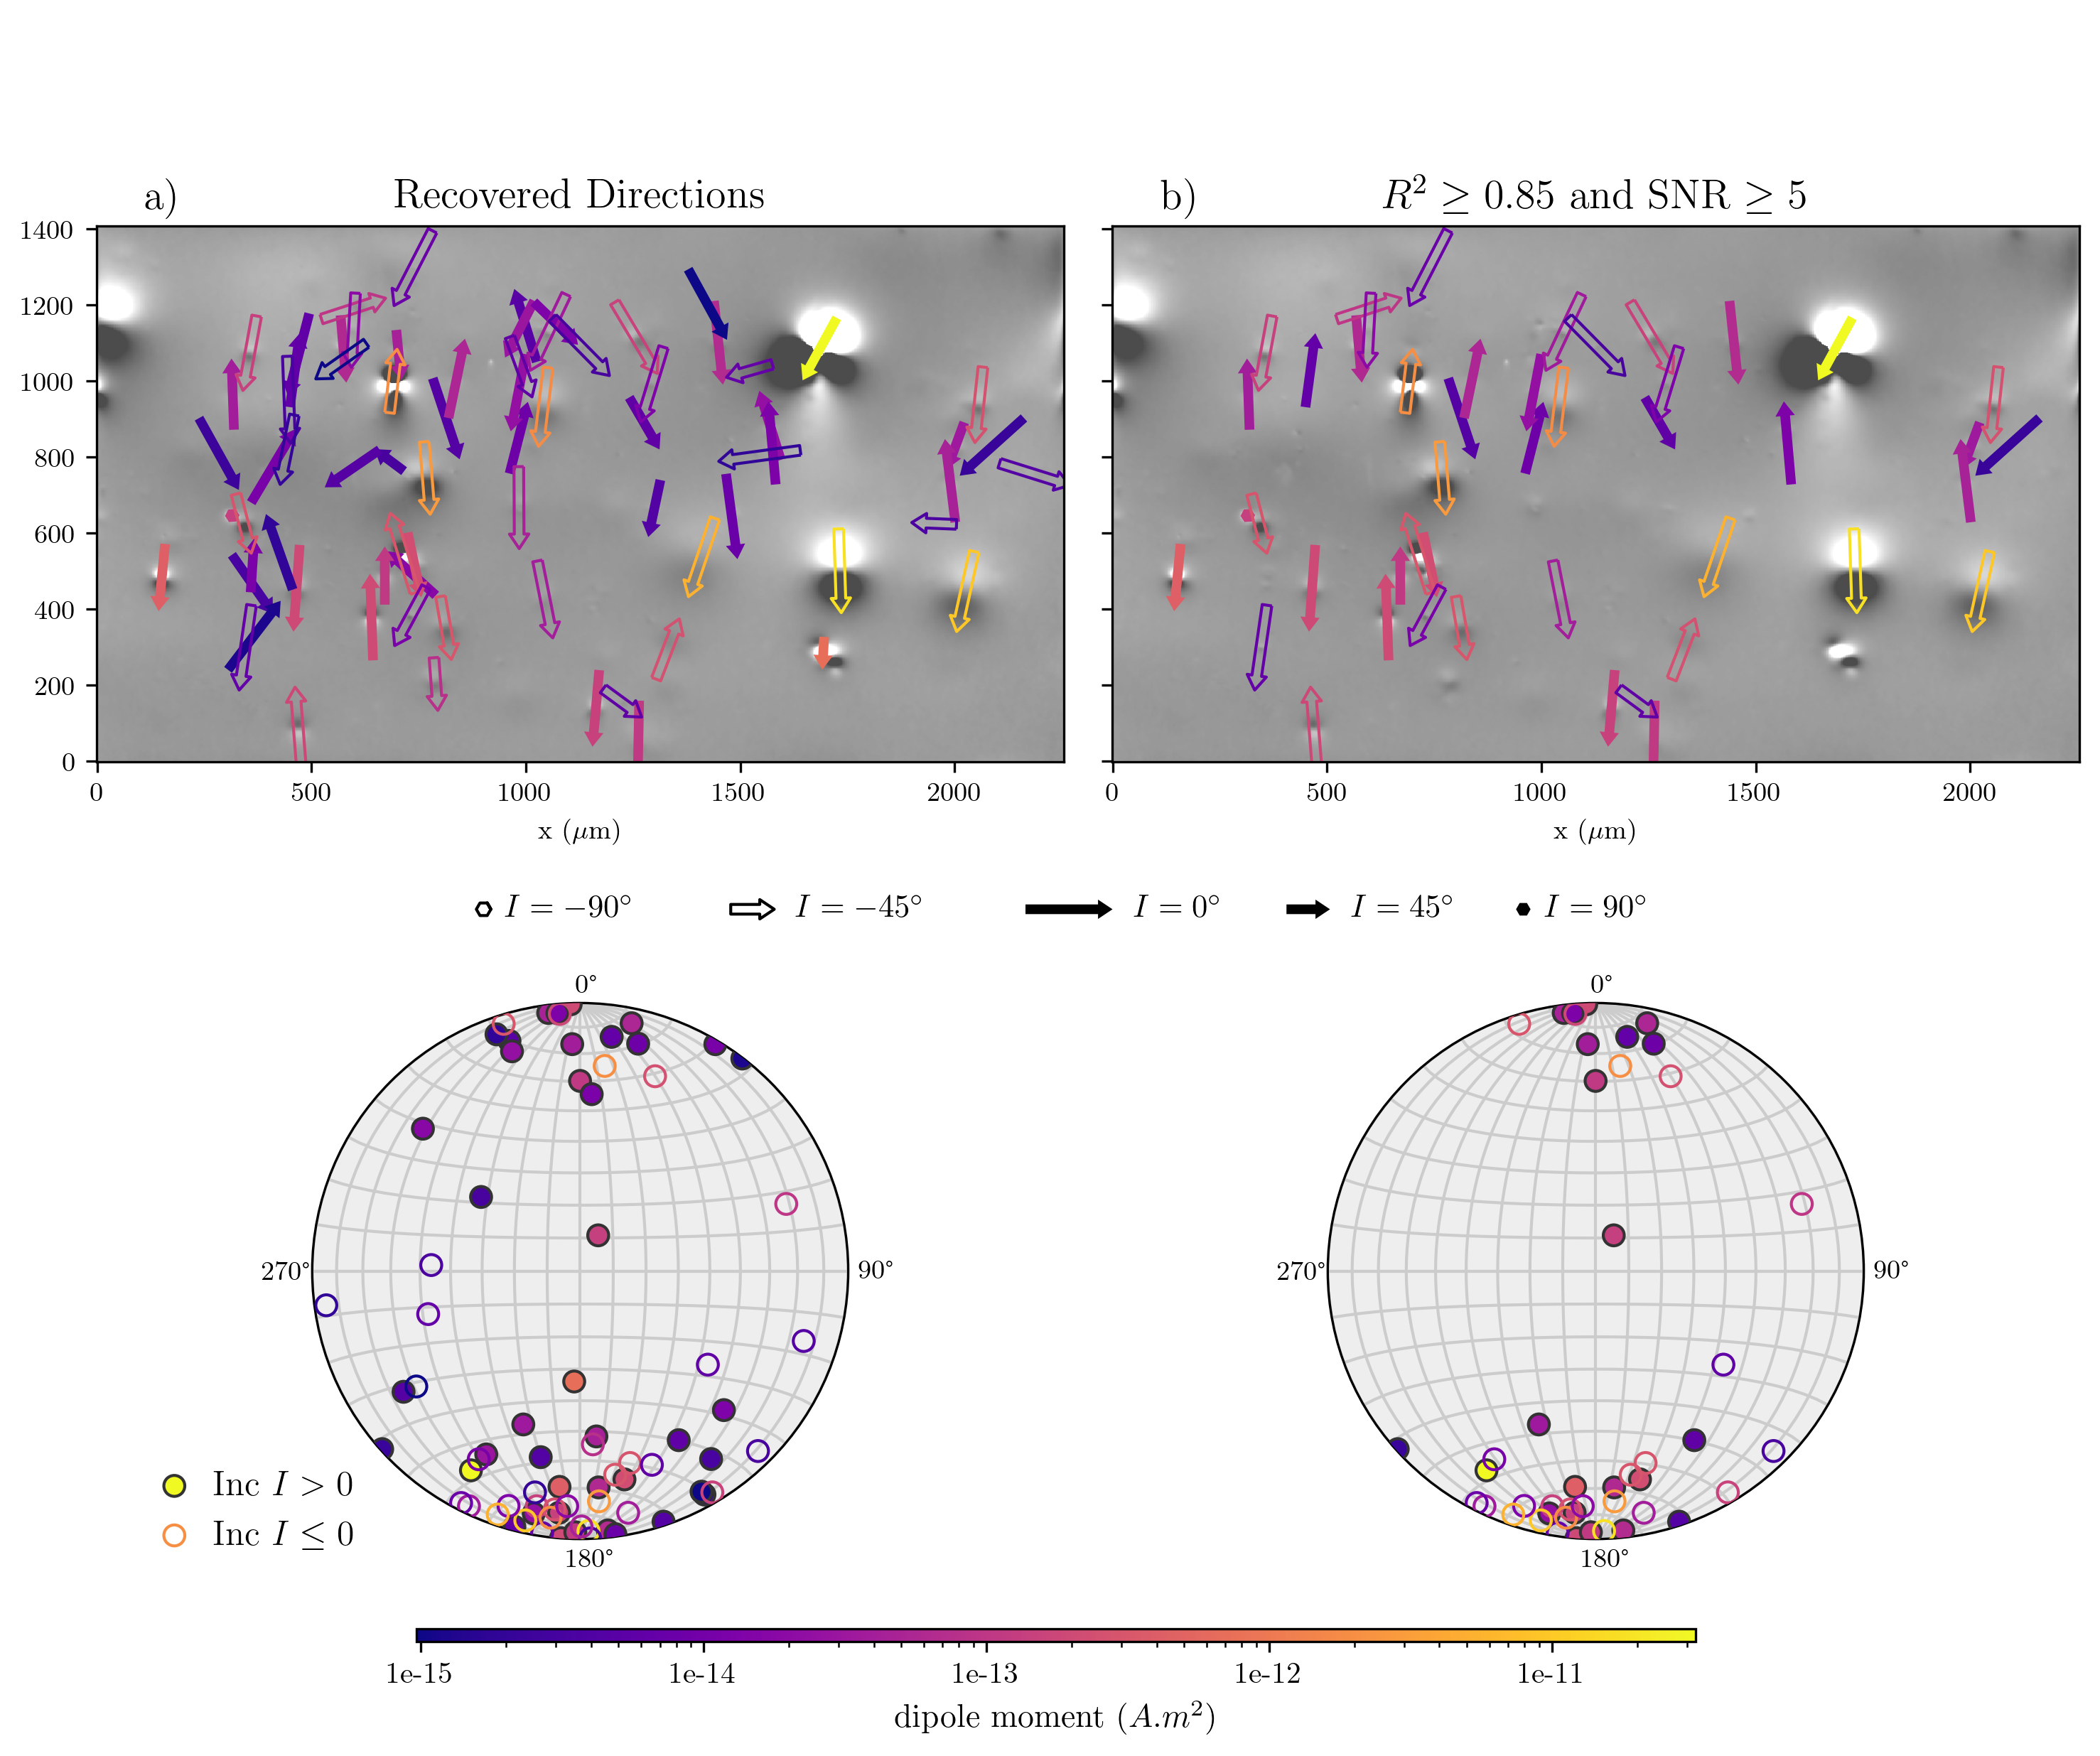 a) Recovered Directions
b) R² ≥ 0.85 and SNR ≥ 5
1400
1200
1000
800
600
400
200
0
0 500 1000 1500 2000
x (μm)
0 500 1000 1500 2000
x (μm)
I = −90° I = −45° I = 0° I = 45° I = 90°
0°
270° 90°
180°
0°
270° 90°
180°
Inc I > 0
Inc I ≤ 0
1e-15 1e-14 1e-13 1e-12 1e-11
dipole moment (A.m²)